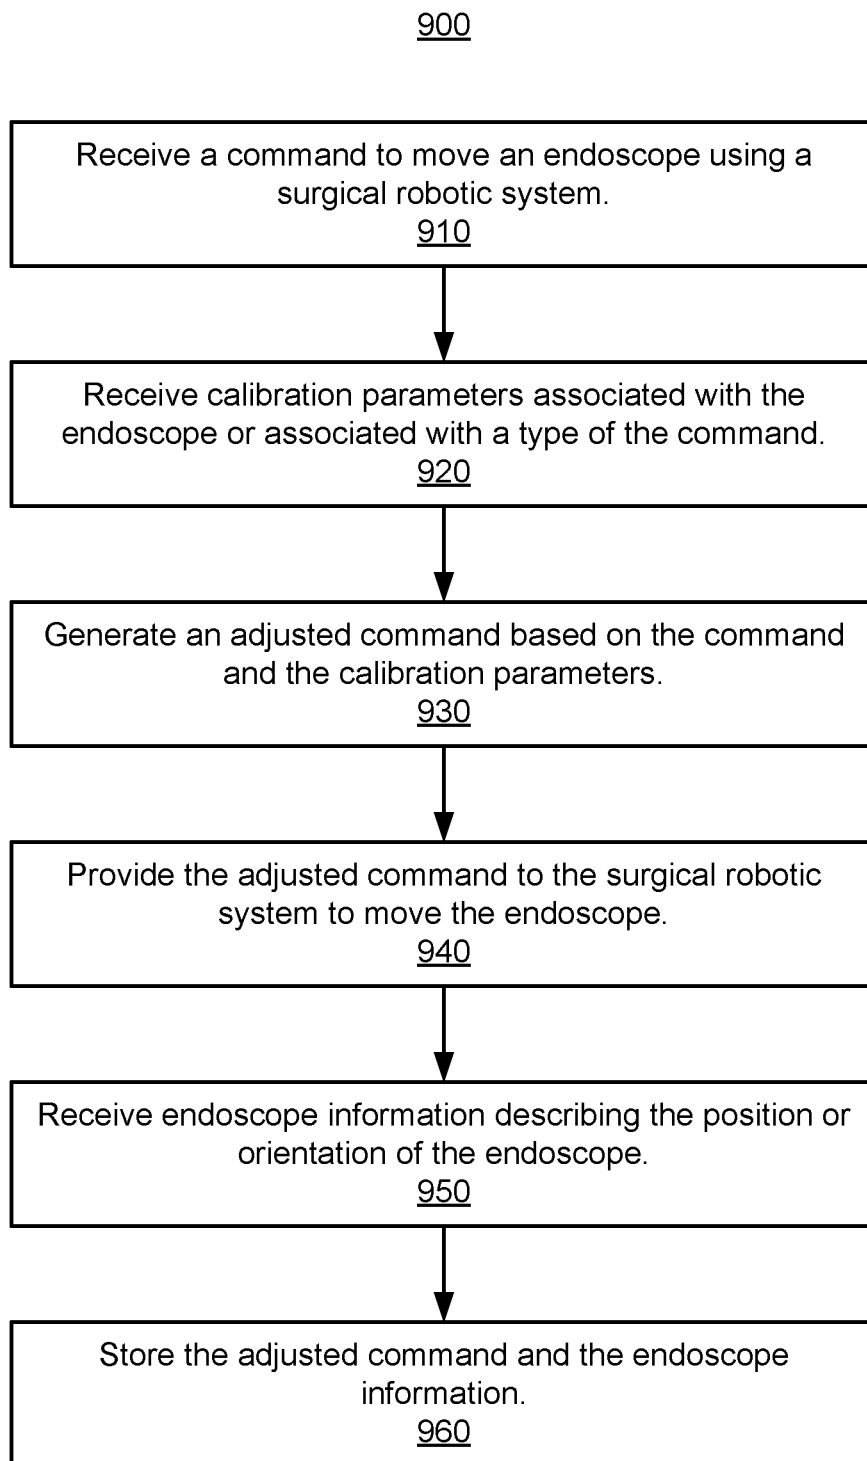 900
Receive a command to move an endoscope using a
surgical robotic system.
910
Receive calibration parameters associated with the
endoscope or associated with a type of the command.
920
Generate an adjusted command based on the command
and the calibration parameters.
930
Provide the adjusted command to the surgical robotic
system to move the endoscope.
940
Receive endoscope information describing the position or
orientation of the endoscope.
950
Store the adjusted command and the endoscope
information.
960